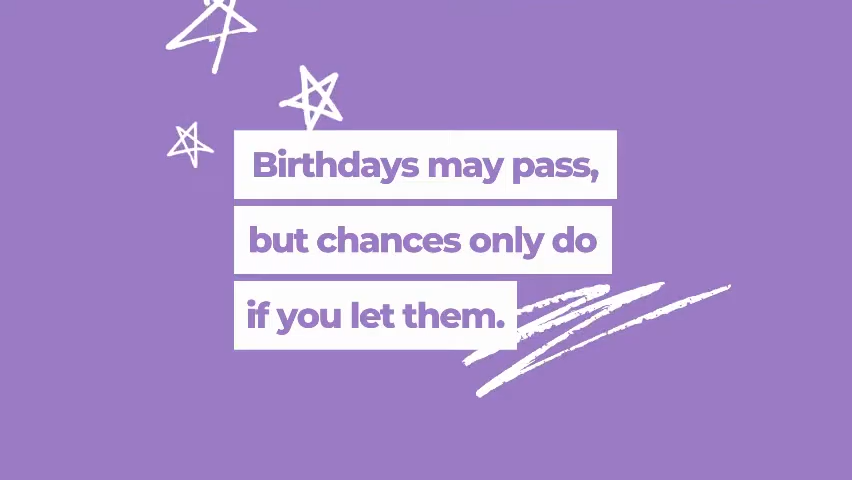 Birthdays may pass,
but chances only do
if you let them.